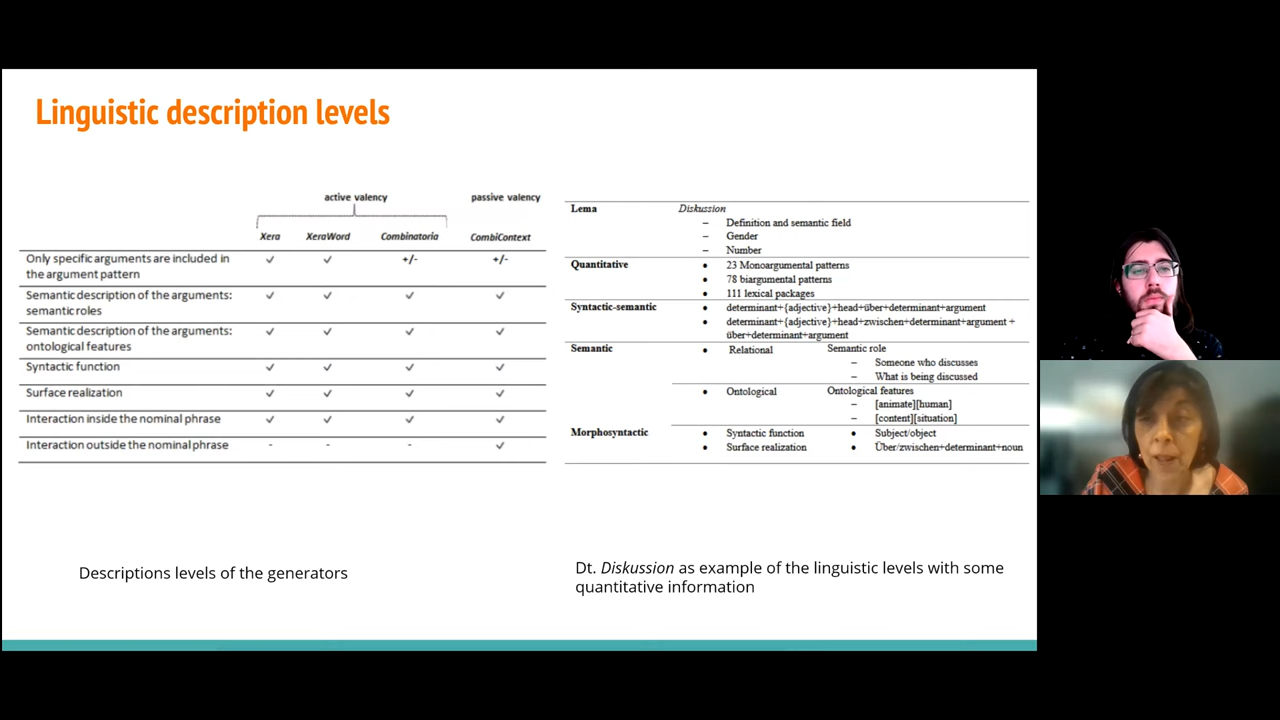 Linguistic description levels
active valency passive valency
Xera XeraWord Combinatoria CombiContext
Only specific arguments are included in
the argument pattern ✓ ✓ +/- +/-
Semantic description of the arguments:
semantic roles ✓ ✓ ✓ ✓
Semantic description of the arguments:
ontological features ✓ ✓ ✓ ✓
Syntactic function ✓ ✓ ✓ ✓
Surface realization ✓ ✓ ✓ ✓
Interaction inside the nominal phrase ✓ ✓ ✓ ✓
Interaction outside the nominal phrase - - - ✓
Descriptions levels of the generators
Lema Diskussion
– Definition and semantic field
– Gender
– Number
Quantitative • 23 Monoargumental patterns
• 78 biargumental patterns
• 111 lexical packages
Syntactic-semantic • determinant+{adjective}+head+über+determinant+argument
• determinant+{adjective}+head+zwischen+determinant+argument +
über+determinant+argument
Semantic • Relational Semantic role
– Someone who discusses
– What is being discussed
• Ontological Ontological features
– [animate][human]
– [content][situation]
Morphosyntactic • Syntactic function • Subject/object
• Surface realization • Über/zwischen+determinant+noun
Dt. Diskussion as example of the linguistic levels with some
quantitative information